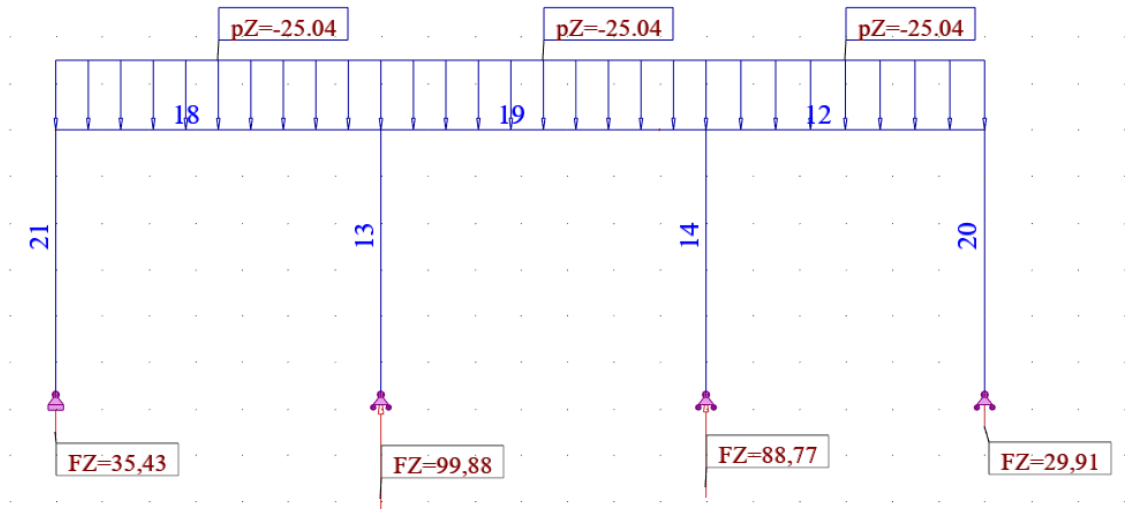 pZ=-25.04
pZ=-25.04
pZ=-25.04
18
19
12
21
13
14
20
FZ=35,43
FZ=99,88
FZ=88,77
FZ=29,91